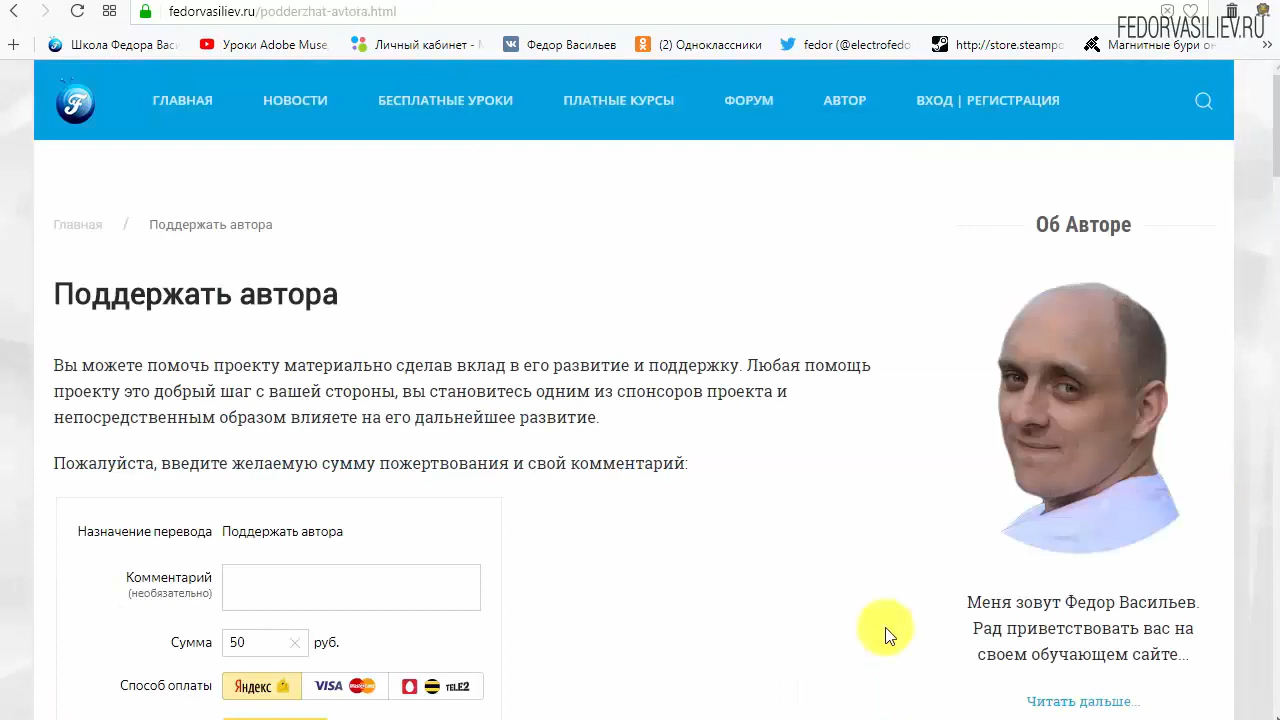 fedorvasiliev.ru/podderzhat-avtora.html
FEDORVASILIEV.RU
Школа Федора Вас
Уроки Adobe Muse,
Личный кабинет -
Федор Васильев
(2) Одноклассники
fedor (@electrofedo
http://store.steampo
Магнитные бури он
ГЛАВНАЯ
НОВОСТИ
БЕСПЛАТНЫЕ УРОКИ
ПЛАТНЫЕ КУРСЫ
ФОРУМ
АВТОР
ВХОД | РЕГИСТРАЦИЯ
Главная / Поддержать автора
Поддержать автора
Вы можете помочь проекту материально сделав вклад в его развитие и поддержку. Любая помощь
проекту это добрый шаг с вашей стороны, вы становитесь одним из спонсоров проекта и
непосредственным образом влияете на его дальнейшее развитие.
Пожалуйста, введите желаемую сумму пожертвования и свой комментарий:
Назначение перевода Поддержать автора
Комментарий
(необязательно)
Сумма 50 руб.
Способ оплаты Яндекс VISA MasterCard TELE2
Об Авторе
Меня зовут Федор Васильев.
Рад приветствовать вас на
своем обучающем сайте...
Читать дальше...